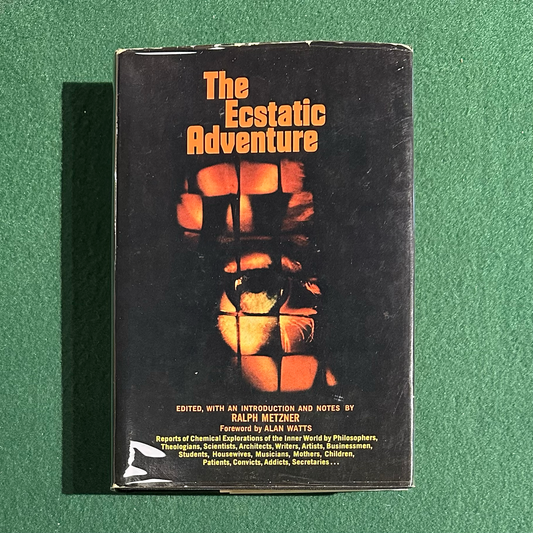 The
Ecstatic
Adventure
EDITED, WITH AN INTRODUCTION AND NOTES BY
RALPH METZNER
Foreword by ALAN WATTS
Reports of Chemical Explorations of the Inner World by Philosophers,
Theologians, Scientists, Architects, Writers, Artists, Businessmen,
Students, Housewives, Musicians, Mothers, Children,
Patients, Convicts, Addicts, Secretaries . . .